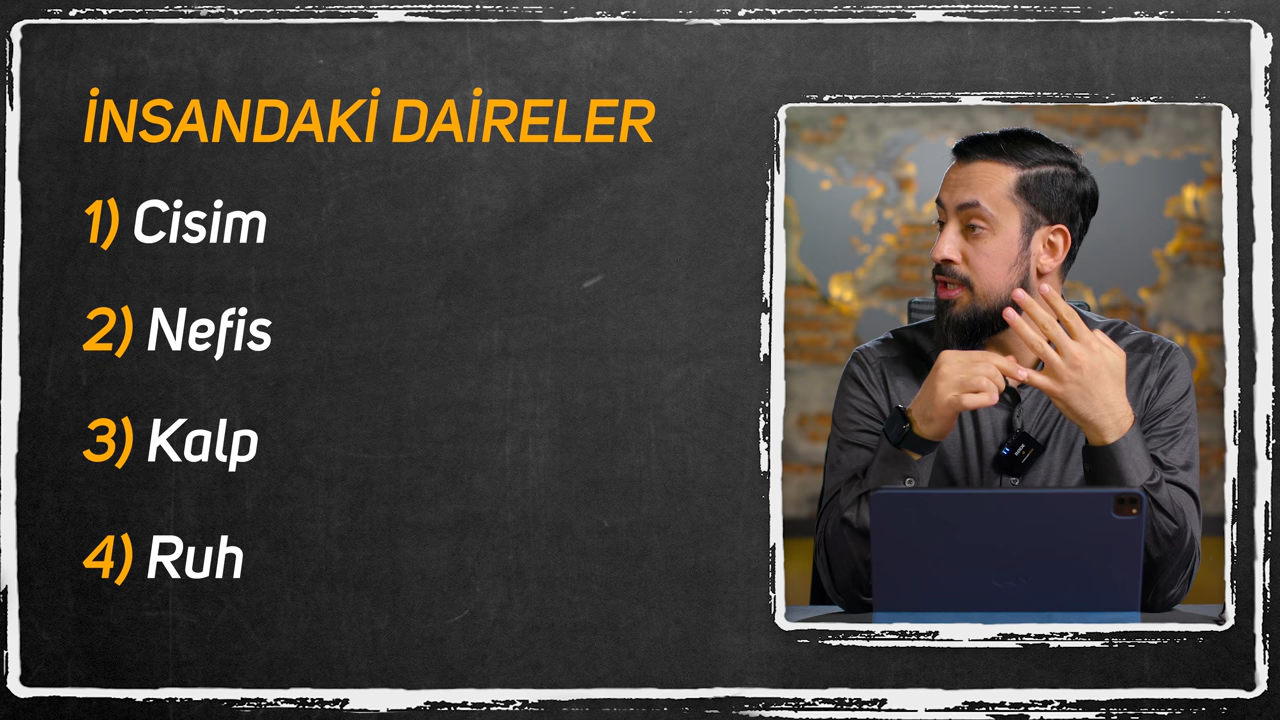 İNSANDAKİ DAİRELER
1) Cisim
2) Nefis
3) Kalp
4) Ruh